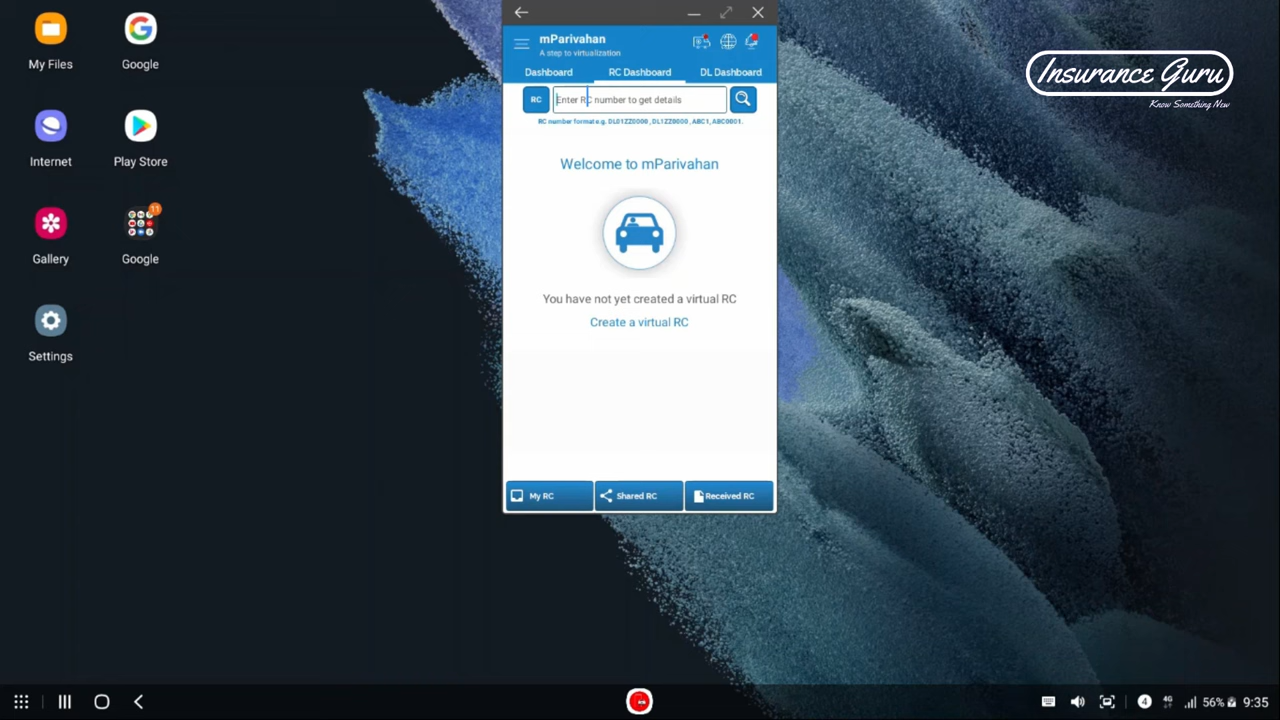 My Files
Google
Internet
Play Store
Gallery
11
Google
Settings
mParivahan
A step to virtualization
Dashboard
RC Dashboard
DL Dashboard
RC
Enter RC number to get details
RC number format e.g. DL01ZZ0000 , DL1ZZ0000 , ABC1, ABC0001.
Welcome to mParivahan
You have not yet created a virtual RC
Create a virtual RC
My RC
Shared RC
Received RC
Insurance Guru
Know Something New
4
4G
56%
9:35